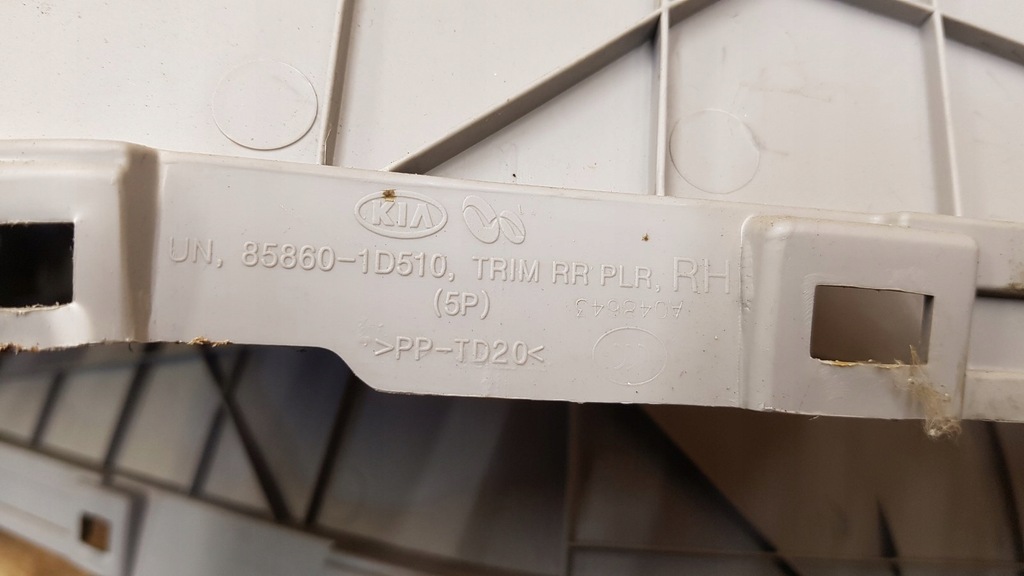 KIA
UN, 85860-1D510, TRIM RR PLR, RH
(5P)
>PP-TD20<